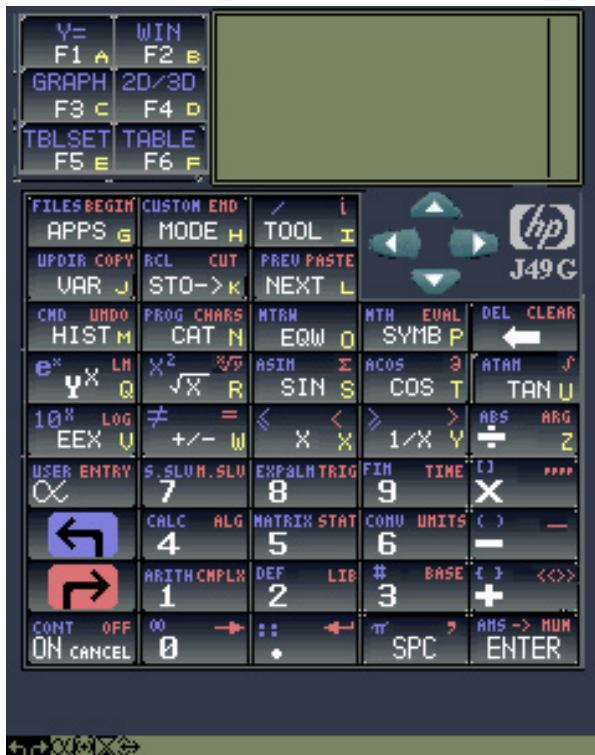 Y= WIN
F1 A F2 B
GRAPH 2D/3D
F3 C F4 D
TBLSET TABLE
F5 E F6 F
FILES BEGIN CUSTOM END / i
APPS G MODE H TOOL I
hp
UPDIR COPY RCL CUT PREV PASTE J49G
VAR J STO-> K NEXT L
CMD UNDO PROG CHARS MTRW MTH EVAL DEL CLEAR
HIST M CAT N EQW O SYMB P
eˣ LN X² ˣ√y ASIN Σ ACOS ∂ ATAN ∫
Yˣ Q √X R SIN S COS T TAN U
10ˣ LOG ≠ = ≤ < ≥ > ABS ARG
EEX V +/- W X X 1/X Y ÷ Z
USER ENTRY S.SLV N.SLV EXP&LN TRIG FIN TIME [ ] """"
α 7 8 9 X
CALC ALG MATRIX STAT CONV UNITS ( ) _
4 5 6 -
ARITH CMPLX DEF LIB # BASE { } <<>>
1 2 3 +
CONT OFF ∞ → :: ↵ π , ANS -> NUM
ON CANCEL 0 . SPC ENTER